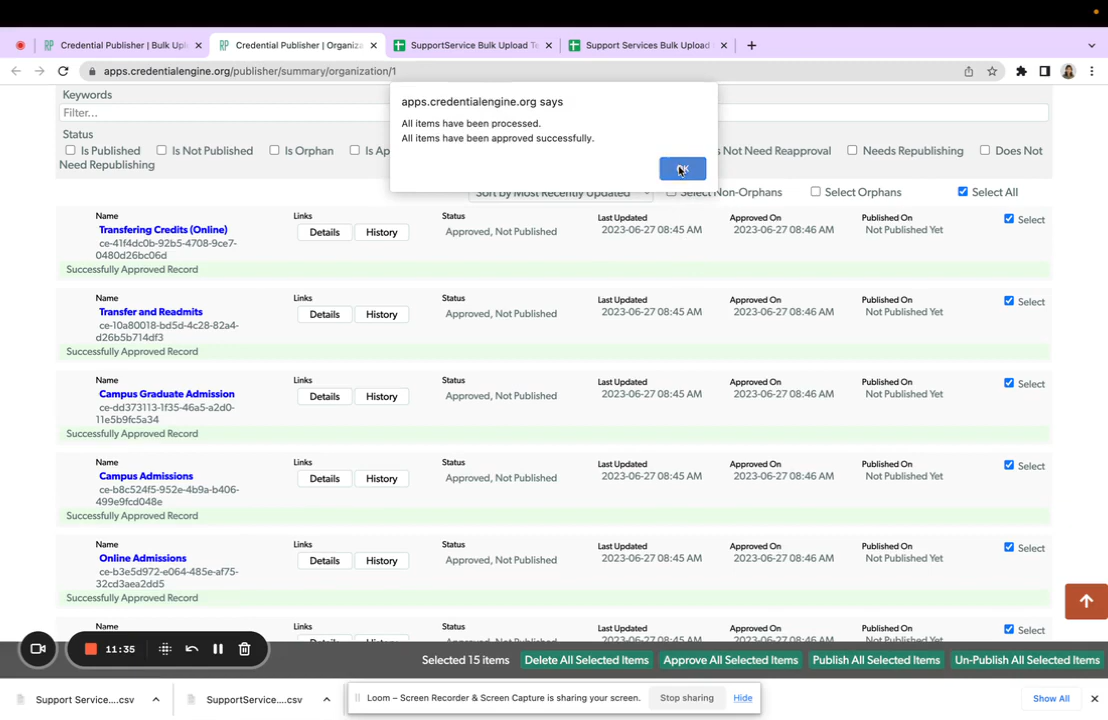 Credential Publisher | Bulk Upl
Credential Publisher | Organiza
SupportService Bulk Upload Te
Support Services Bulk Upload
apps.credentialengine.org/publisher/summary/organization/1
Keywords
Filter...
Status
Is Published
Is Not Published
Is Orphan
Is Ap
Not Need Reapproval
Needs Republishing
Does Not
Need Republishing
apps.credentialengine.org says
All items have been processed.
All items have been approved successfully.
OK
Sort by Most Recently Updated
Select Non-Orphans
Select Orphans
Select All
Name
Links
Status
Last Updated
Approved On
Published On
Select
Transfering Credits (Online)
Details
History
Approved, Not Published
2023-06-27 08:45 AM
2023-06-27 08:46 AM
Not Published Yet
ce-41f4dc0b-92b5-4708-9ce7-
0480d26bc06d
Successfully Approved Record
Name
Links
Status
Last Updated
Approved On
Published On
Select
Transfer and Readmits
Details
History
Approved, Not Published
2023-06-27 08:45 AM
2023-06-27 08:46 AM
Not Published Yet
ce-10a80018-bd5d-4c28-82a4-
d26b5b714df3
Successfully Approved Record
Name
Links
Status
Last Updated
Approved On
Published On
Select
Campus Graduate Admission
Details
History
Approved, Not Published
2023-06-27 08:45 AM
2023-06-27 08:46 AM
Not Published Yet
ce-dd373113-1f35-46a5-a2d0-
11e5b9fc5a34
Successfully Approved Record
Name
Links
Status
Last Updated
Approved On
Published On
Select
Campus Admissions
Details
History
Approved, Not Published
2023-06-27 08:45 AM
2023-06-27 08:46 AM
Not Published Yet
ce-b8c524f5-952e-4b9a-b406-
499e9fcd048e
Successfully Approved Record
Name
Links
Status
Last Updated
Approved On
Published On
Select
Online Admissions
Details
History
Approved, Not Published
2023-06-27 08:45 AM
2023-06-27 08:46 AM
Not Published Yet
ce-b3e5d972-e064-485e-af75-
32cd3aea2dd5
Successfully Approved Record
Name
Links
Status
Last Updated
Approved On
Published On
Select
11:35
Selected 15 items
Delete All Selected Items
Approve All Selected Items
Publish All Selected Items
Un-Publish All Selected Items
Support Service....csv
SupportService....csv
Loom – Screen Recorder & Screen Capture is sharing your screen.
Stop sharing
Hide
Show All